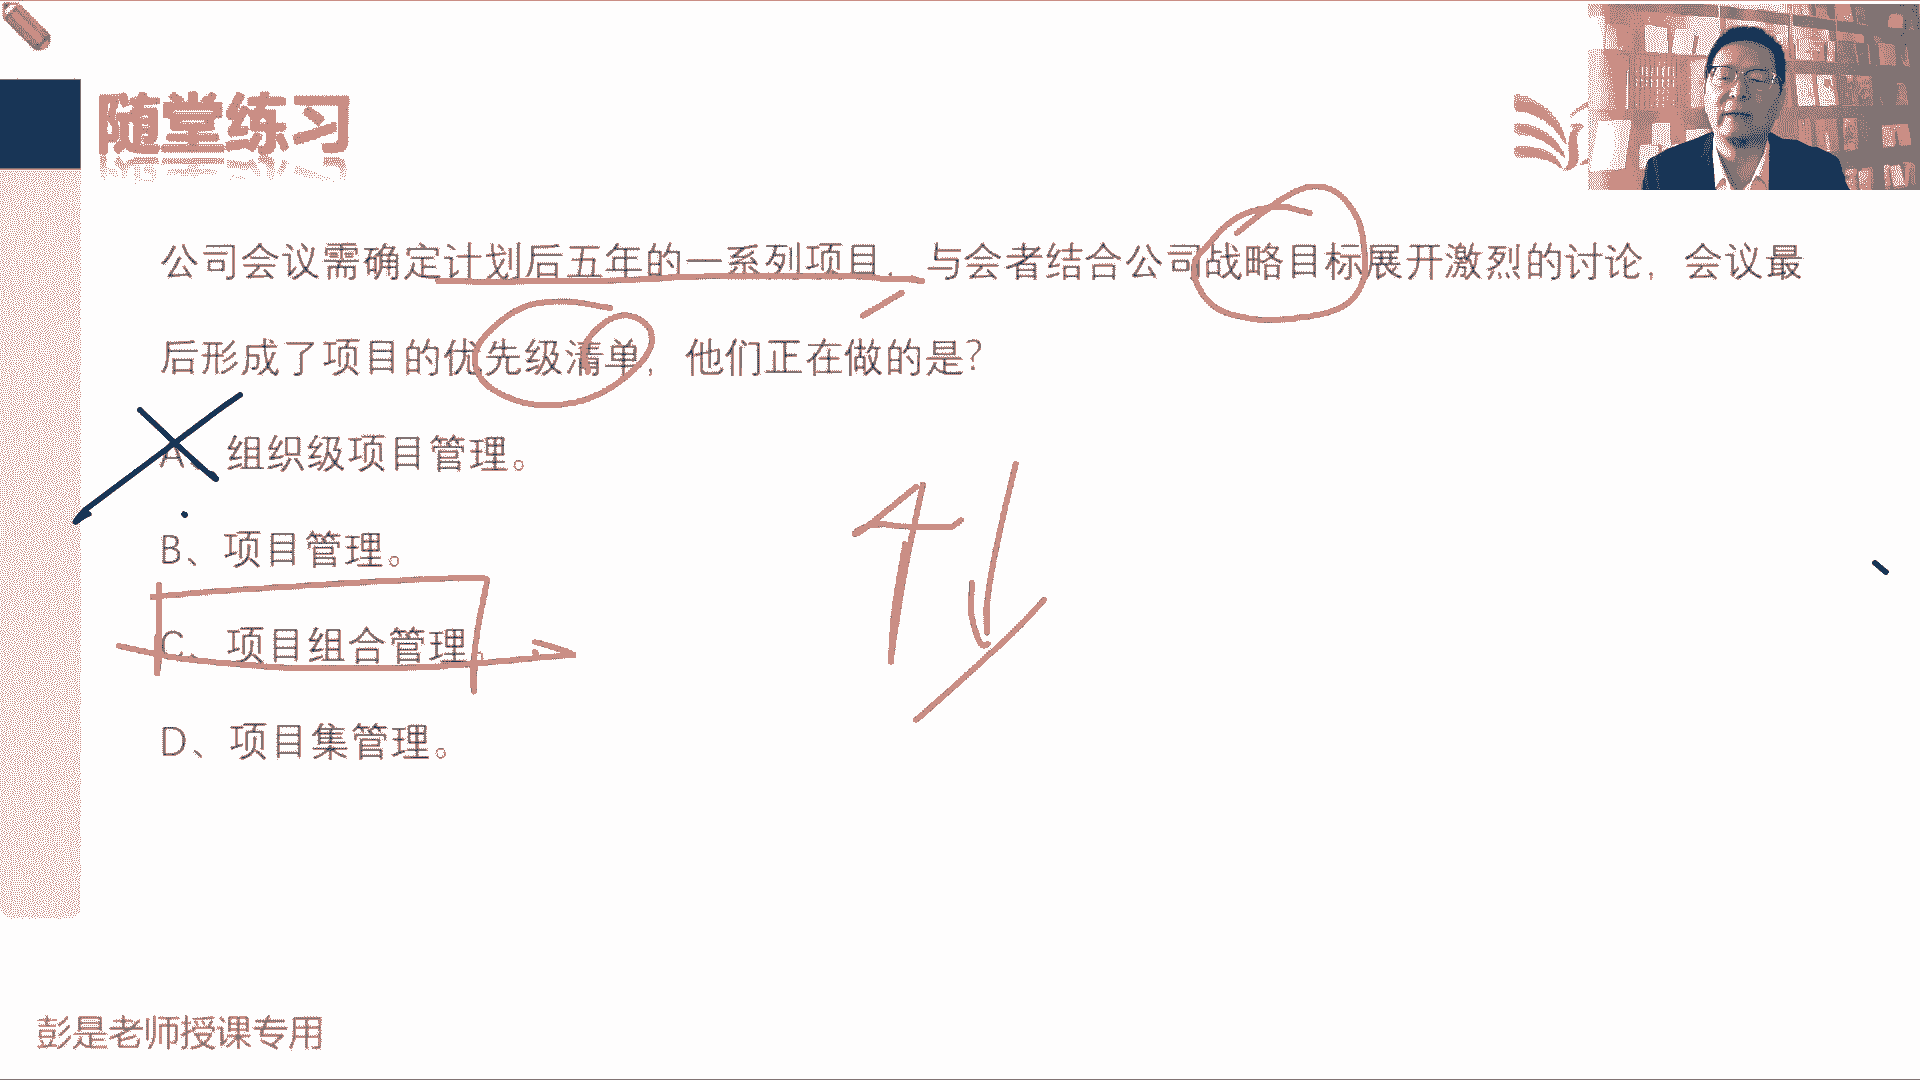 随堂练习
公司会议需确定计划后五年的一系列项目，与会者结合公司战略目标展开激烈的讨论，会议最
后形成了项目的优先级清单，他们正在做的是？
A、组织级项目管理。
B、项目管理。
C、项目组合管理。
D、项目集管理。
彭是老师授课专用